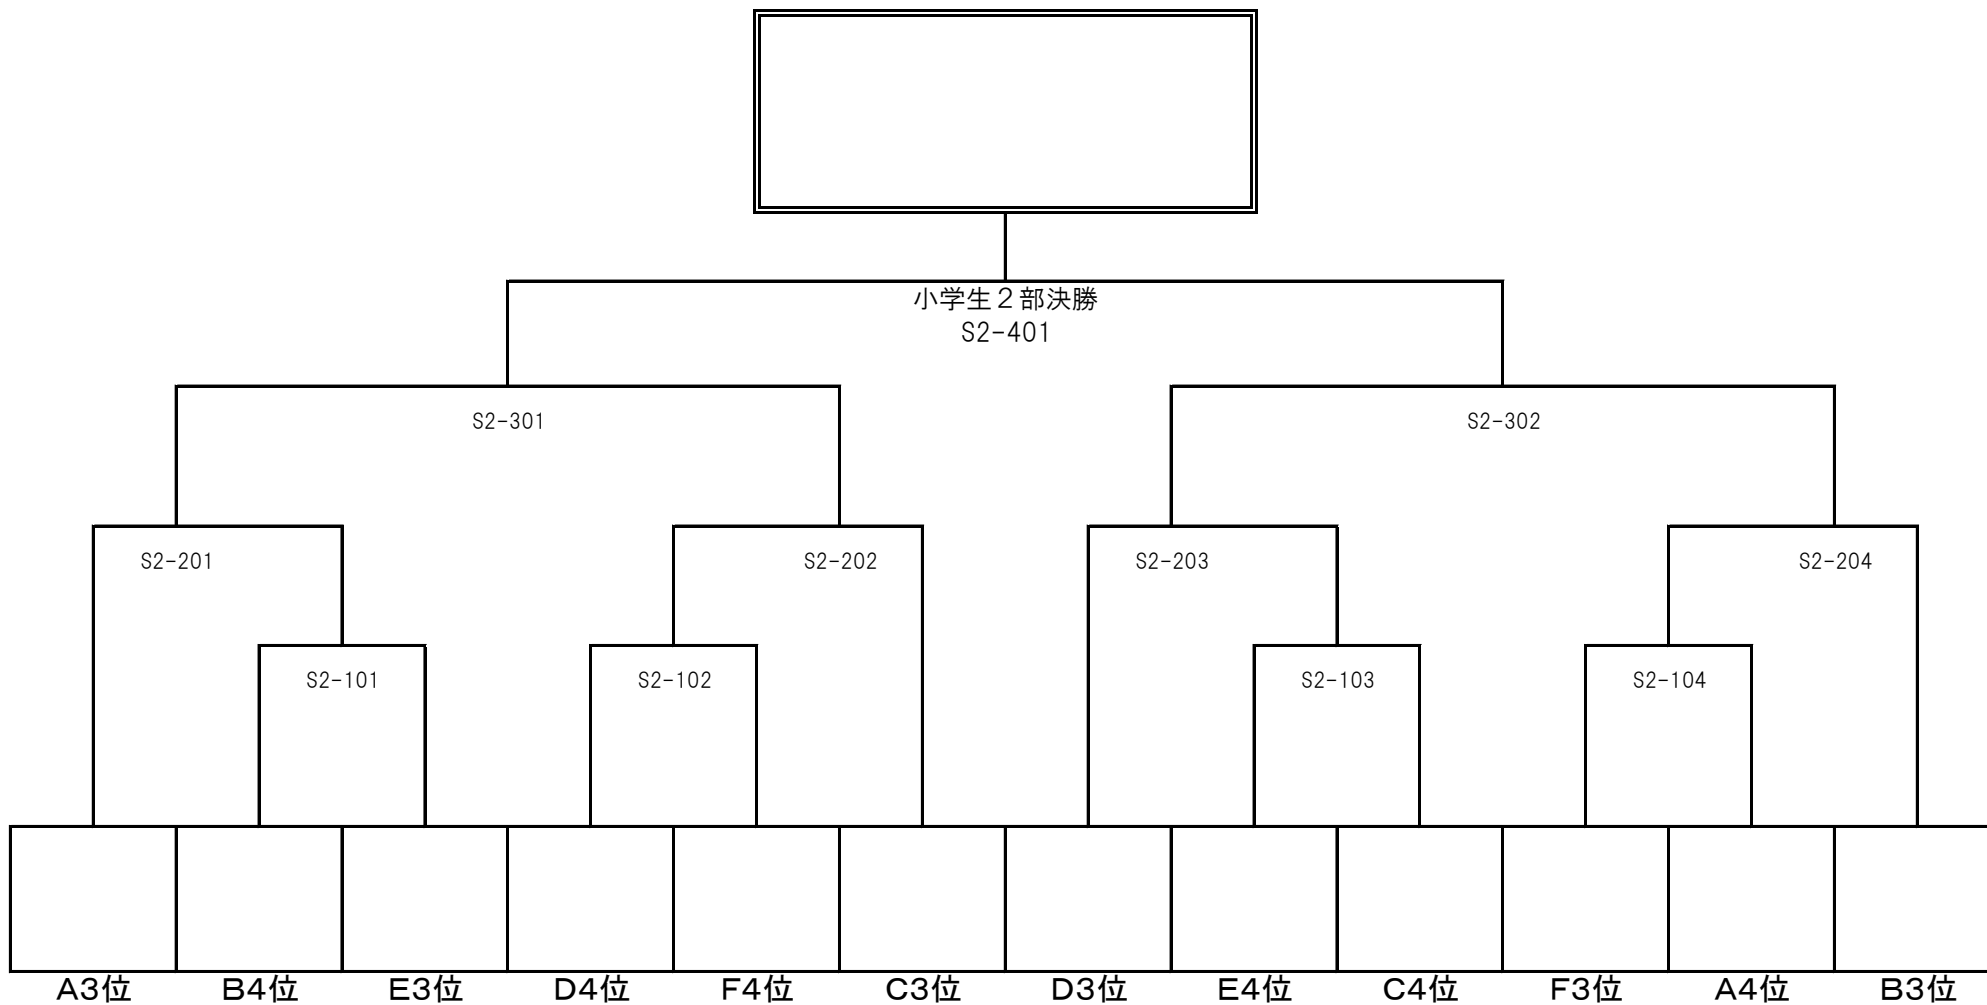 小学生２部決勝
S2-401
S2-301
S2-302
S2-201
S2-202
S2-203
S2-204
S2-101
S2-102
S2-103
S2-104
A3位
B4位
E3位
D4位
F4位
C3位
D3位
E4位
C4位
F3位
A4位
B3位